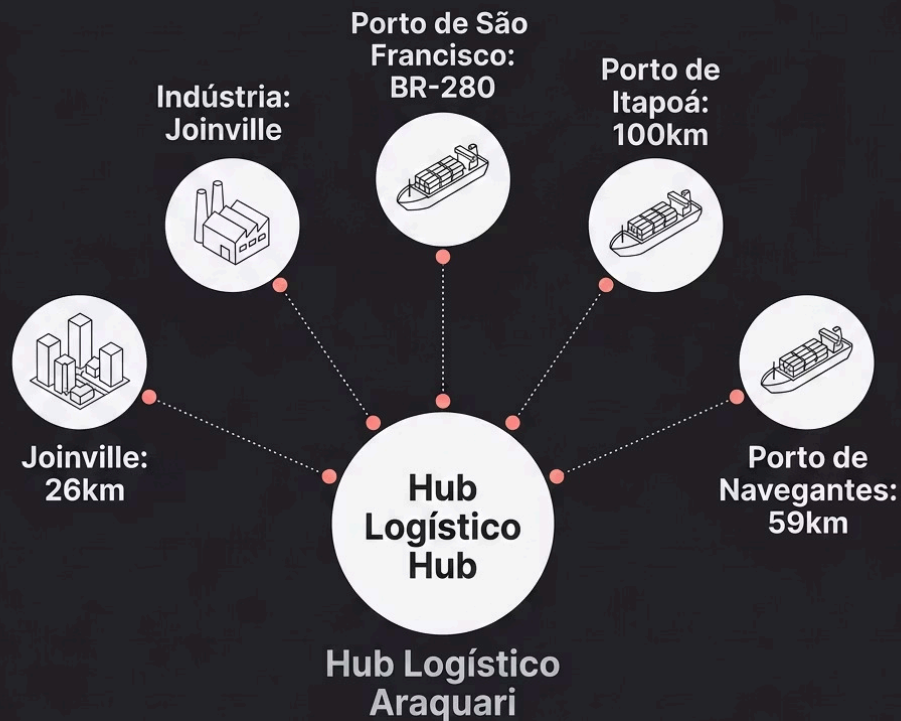 Porto de São
Francisco:
BR-280
Indústria:
Joinville
Porto de
Itapoá:
100km
Joinville:
26km
Porto de
Navegantes:
59km
Hub
Logístico
Hub
Hub Logístico
Araquari